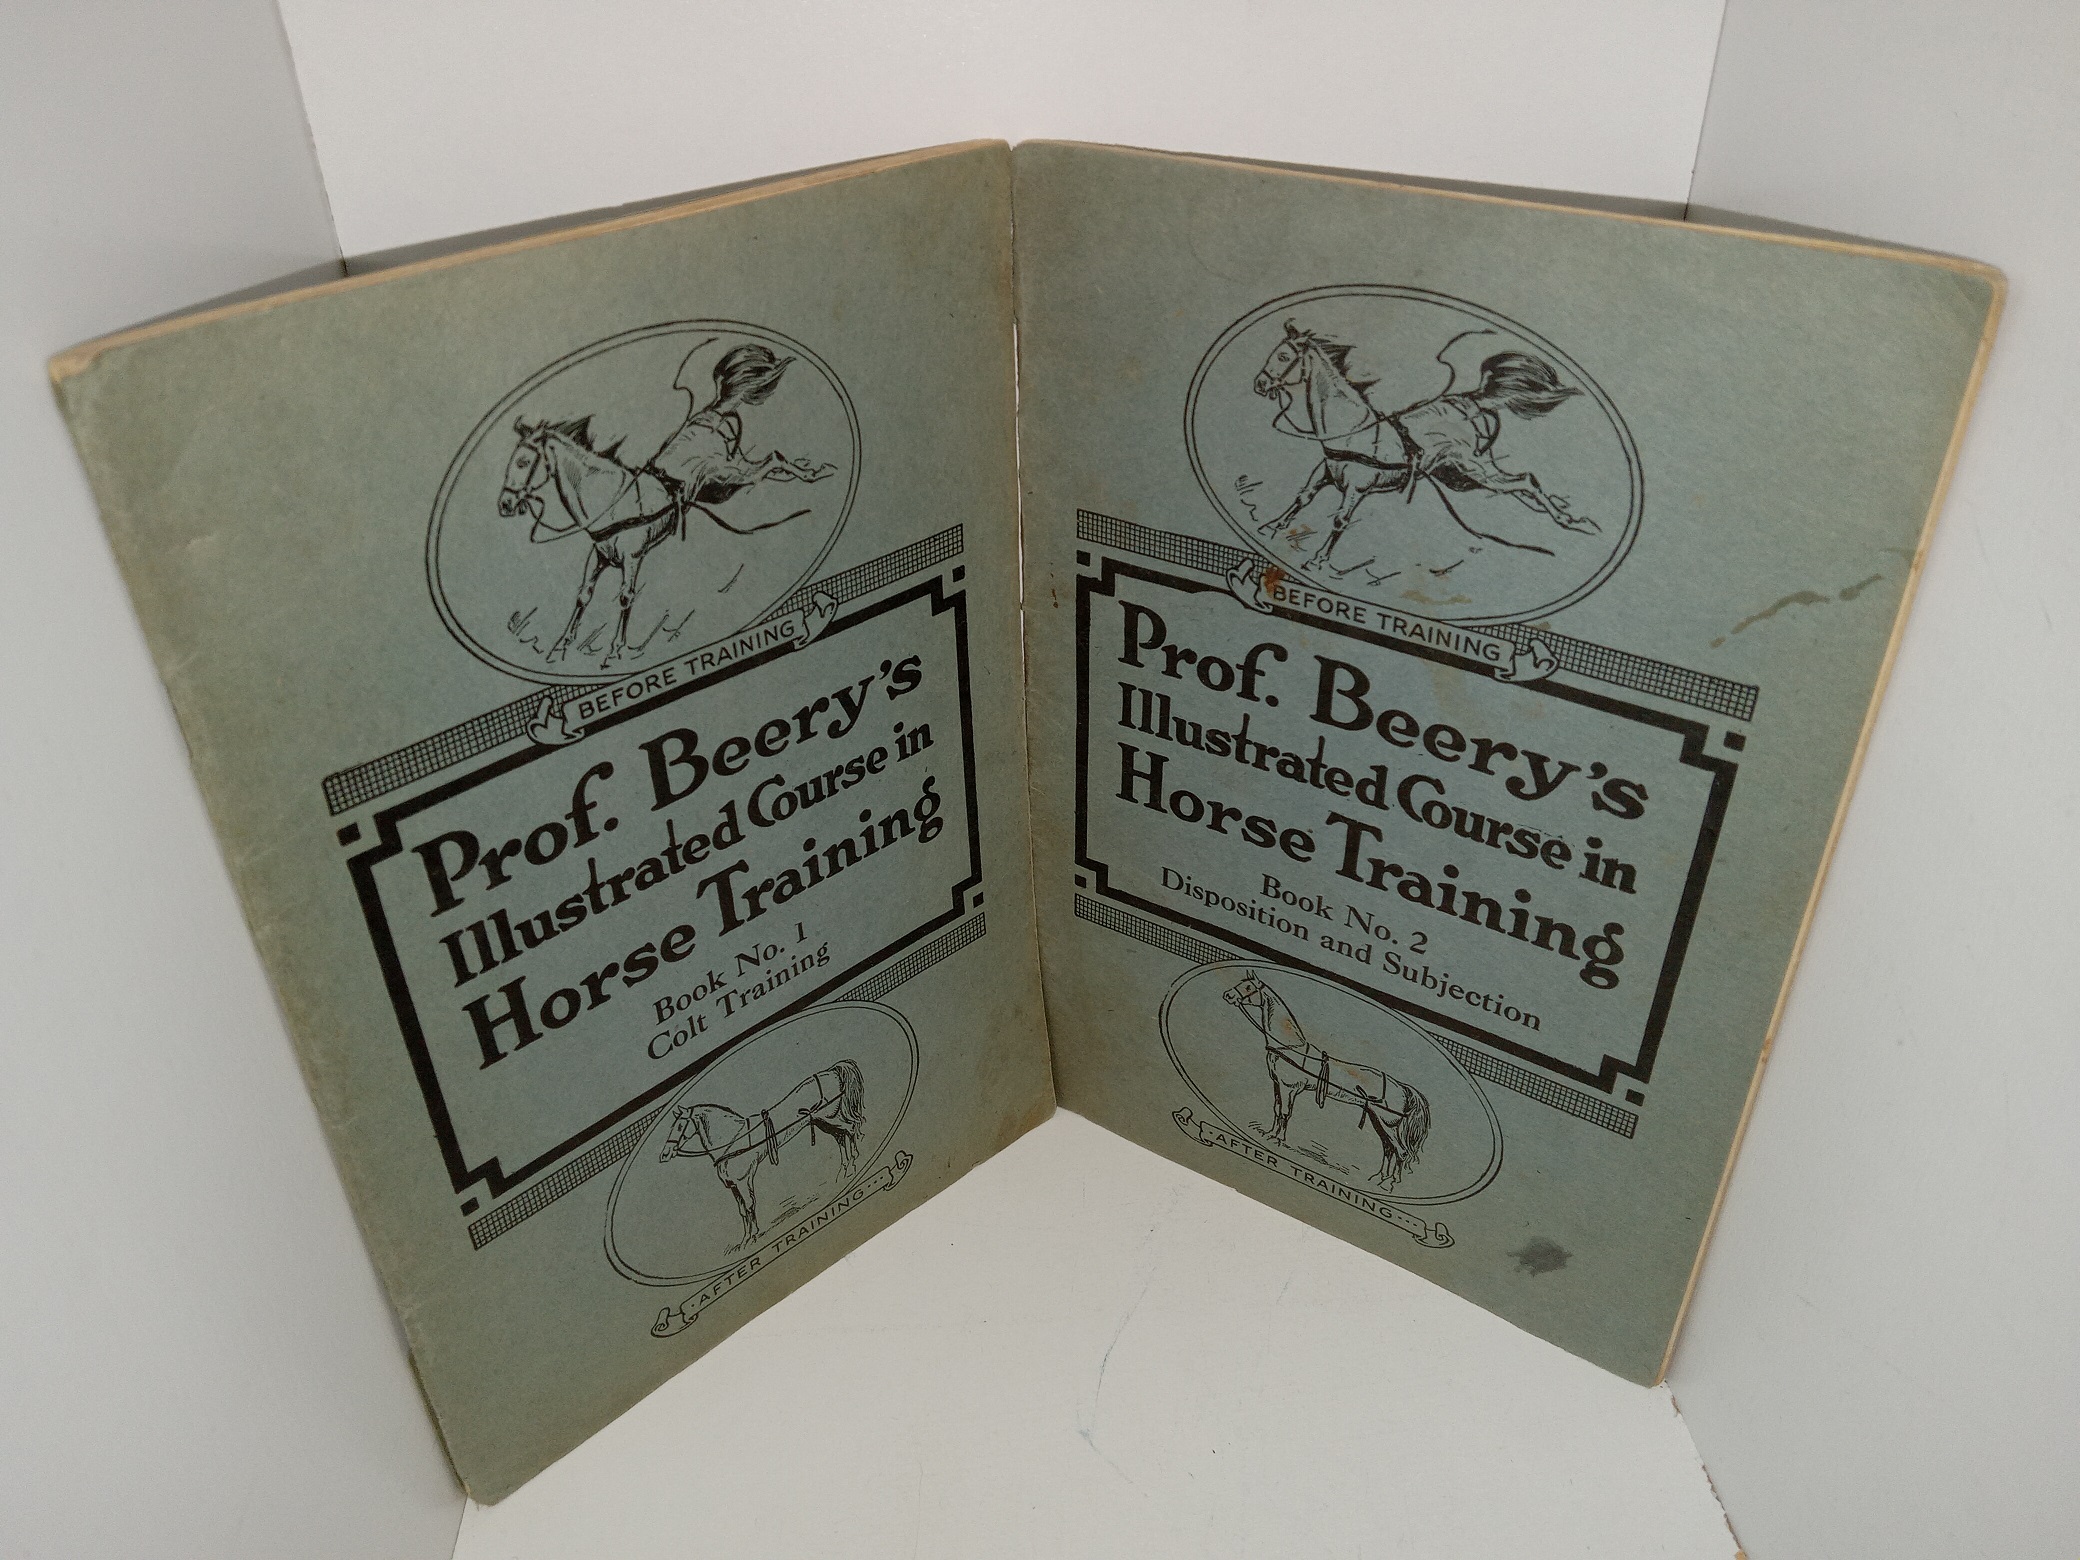 BEFORE TRAINING
Prof. Beery's
Illustrated Course in
Horse Training
Book No. 1
Colt Training
·AFTER TRAINING···
BEFORE TRAINING
Prof. Beery's
Illustrated Course in
Horse Training
Book No. 2
Disposition and Subjection
·AFTER TRAINING···